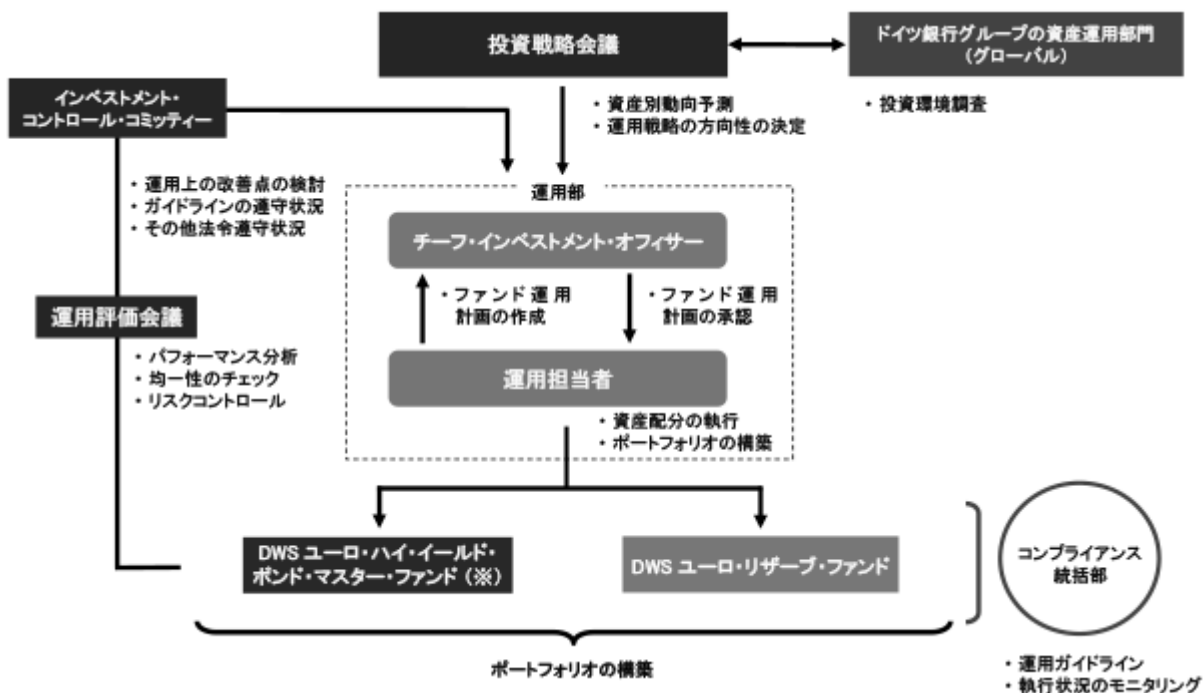 投資戦略会議
ドイツ銀行グループの資産運用部門
(グローバル)
・投資環境調査
・資産別動向予測
・運用戦略の方向性の決定
インベストメント・
コントロール・コミッティー
・運用上の改善点の検討
・ガイドラインの遵守状況
・その他法令遵守状況
運用部
チーフ・インベストメント・オフィサー
・ファンド運用
計画の作成
・ファンド運用
計画の承認
運用評価会議
・パフォーマンス分析
・均一性のチェック
・リスクコントロール
運用担当者
・資産配分の執行
・ポートフォリオの構築
DWS ユーロ・ハイ・イールド・
ボンド・マスター・ファンド (※)
DWS ユーロ・リザーブ・ファンド
コンプライアンス
統括部
ポートフォリオの構築
・運用ガイドライン
・執行状況のモニタリング